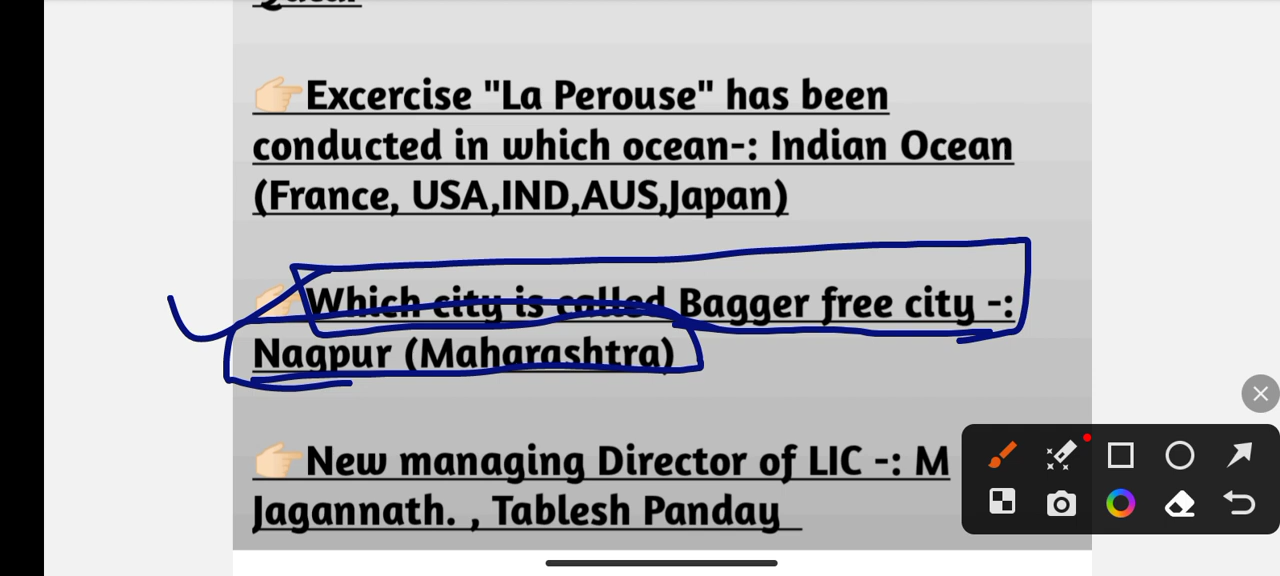 👉🏻Excercise "La Perouse" has been
conducted in which ocean-: Indian Ocean
(France, USA,IND,AUS,Japan)
👉🏻Which city is called Bagger free city -:
Nagpur (Maharashtra)
👉🏻New managing Director of LIC -: M
Jagannath. , Tablesh Panday